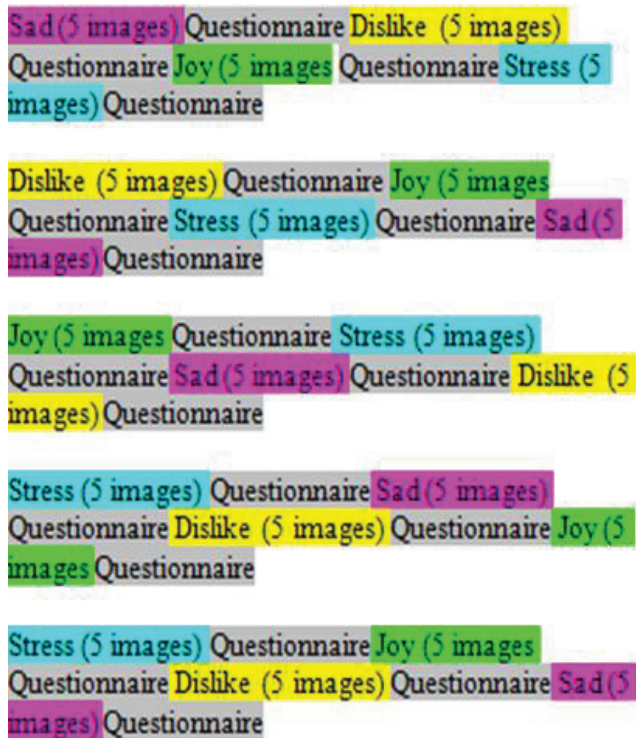 Sad (5 images) Questionnaire Dislike (5 images)
Questionnaire Joy (5 images Questionnaire Stress (5
images) Questionnaire
Dislike (5 images) Questionnaire Joy (5 images
Questionnaire Stress (5 images) Questionnaire Sad (5
images) Questionnaire
Joy (5 images Questionnaire Stress (5 images)
Questionnaire Sad (5 images) Questionnaire Dislike (5
images) Questionnaire
Stress (5 images) Questionnaire Sad (5 images)
Questionnaire Dislike (5 images) Questionnaire Joy (5
images Questionnaire
Stress (5 images) Questionnaire Joy (5 images
Questionnaire Dislike (5 images) Questionnaire Sad (5
images) Questionnaire